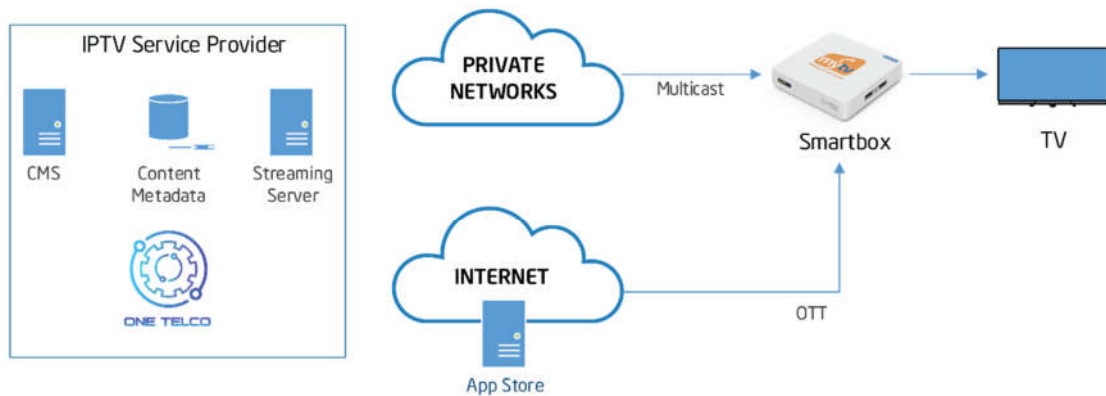 IPTV Service Provider
CMS
Content
Metadata
Streaming
Server
ONE TELCO
PRIVATE
NETWORKS
Multicast
mytv
Smartbox
TV
INTERNET
App Store
OTT